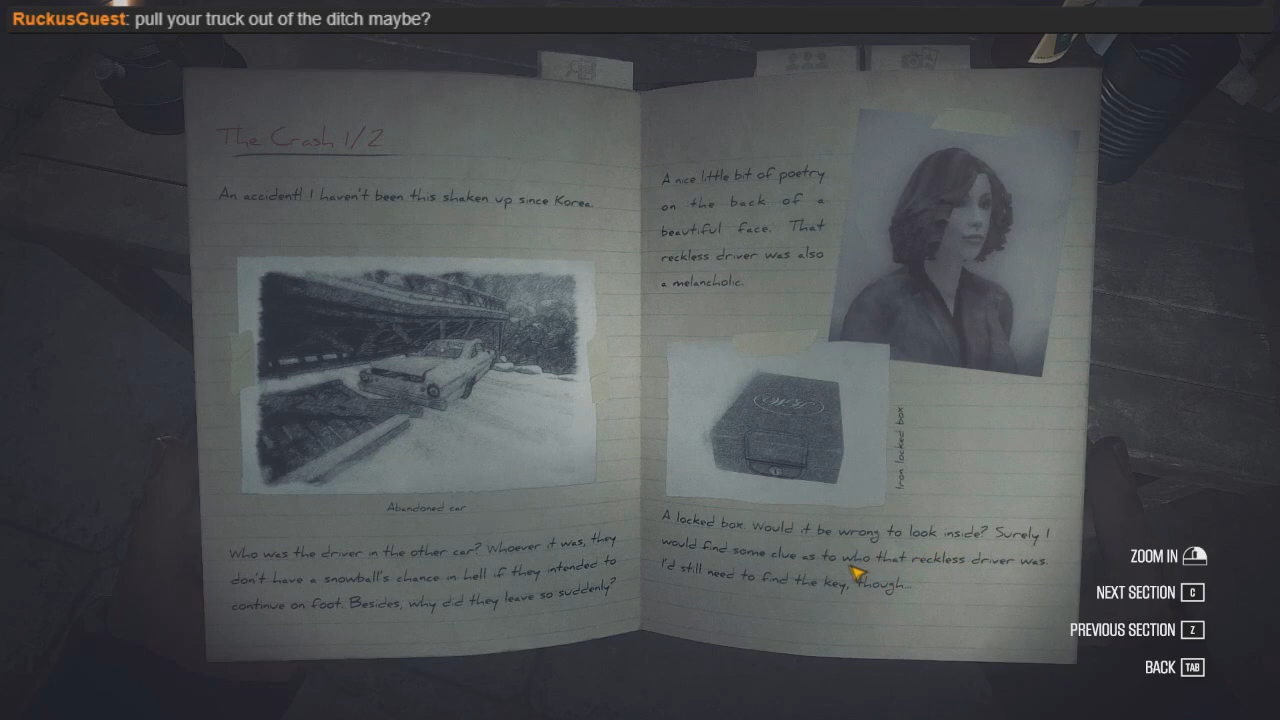 RuckusGuest: pull your truck out of the ditch maybe?
The Crash 1/2
An accident! I haven't been this shaken up since Korea.
Abandoned car
Who was the driver in the other car? Whoever it was, they
don't have a snowball's chance in hell if they intended to
continue on foot. Besides, why did they leave so suddenly?
A nice little bit of poetry
on the back of a
beautiful face. That
reckless driver was also
a melancholic.
Iron locked box
A locked box. Would it be wrong to look inside? Surely I
would find some clue as to who that reckless driver was.
I'd still need to find the key, though...
ZOOM IN
NEXT SECTION C
PREVIOUS SECTION Z
BACK TAB